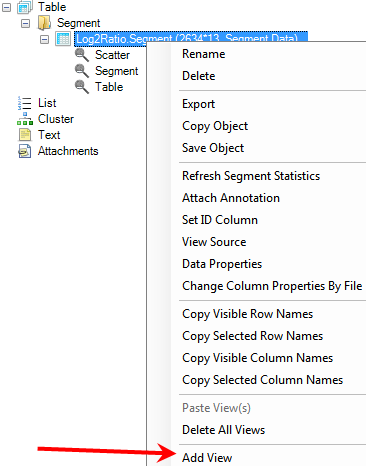 Table
Segment
Log2Ratio.Segment (2634*13, Segment Data)
Scatter
Segment
Table
List
Cluster
Text
Attachments
Rename
Delete
Export
Copy Object
Save Object
Refresh Segment Statistics
Attach Annotation
Set ID Column
View Source
Data Properties
Change Column Properties By File
Copy Visible Row Names
Copy Selected Row Names
Copy Visible Column Names
Copy Selected Column Names
Paste View(s)
Delete All Views
Add View